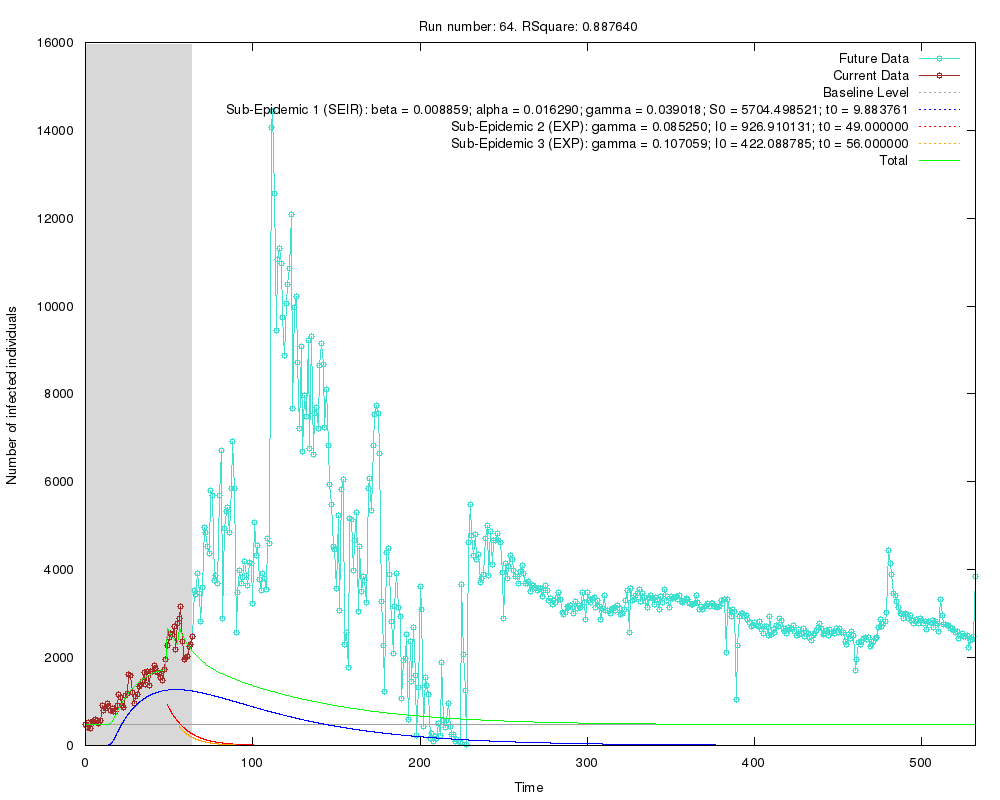 Run number: 64. RSquare: 0.887640
16000
14000
12000
10000
8000
6000
4000
2000
0
Number of infected individuals
Future Data
Current Data
Baseline Level
Sub-Epidemic 1 (SEIR): beta = 0.008859; alpha = 0.016290; gamma = 0.039018; S0 = 5704.498521; t0 = 9.883761
Sub-Epidemic 2 (EXP): gamma = 0.085250; I0 = 926.910131; t0 = 49.000000
Sub-Epidemic 3 (EXP): gamma = 0.107059; I0 = 422.088785; t0 = 56.000000
Total
0 100 200 300 400 500
Time